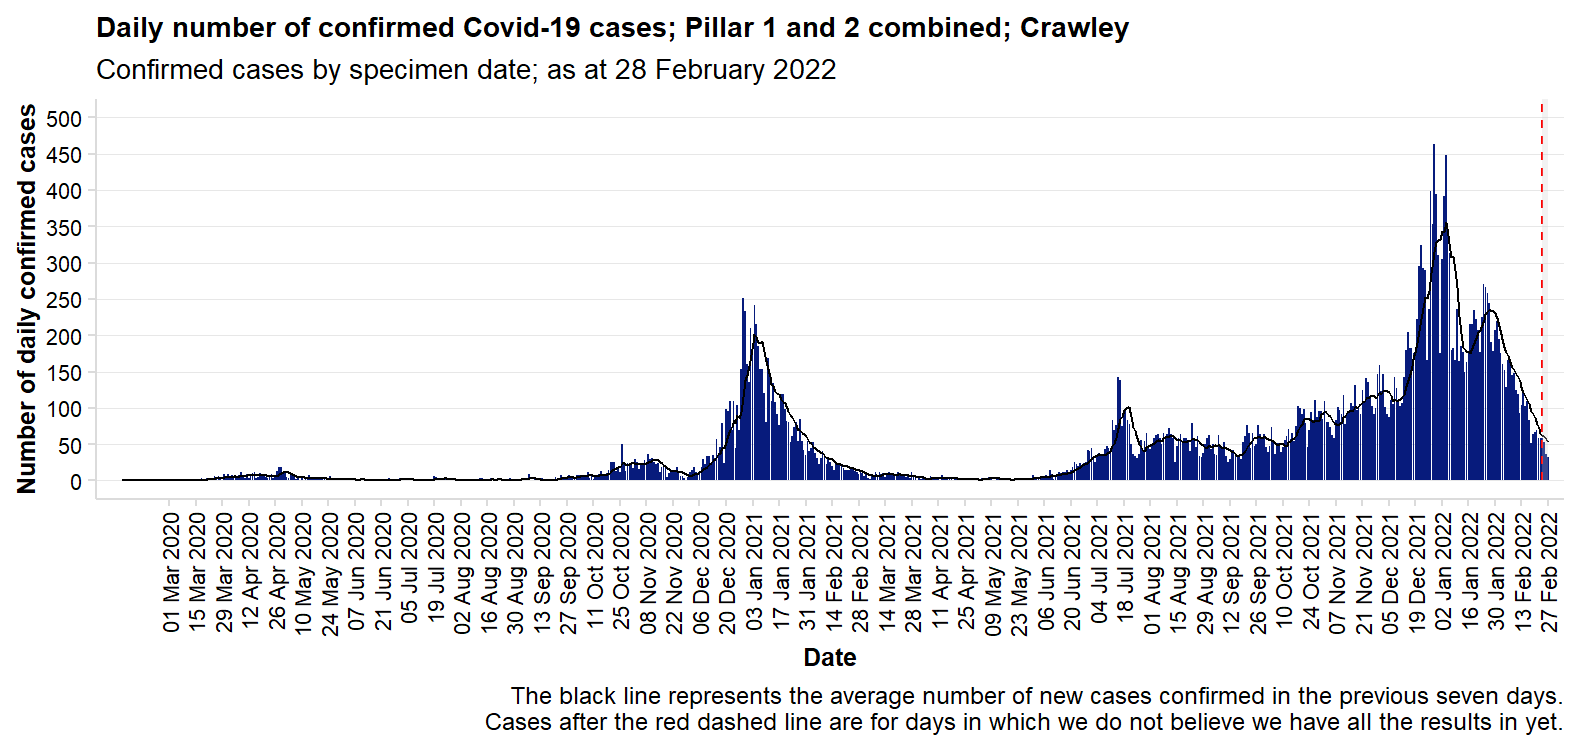 Daily number of confirmed Covid-19 cases; Pillar 1 and 2 combined; Crawley
Confirmed cases by specimen date; as at 28 February 2022
Number of daily confirmed cases
500
450
400
350
300
250
200
150
100
50
0
01 Mar 2020
15 Mar 2020
29 Mar 2020
12 Apr 2020
26 Apr 2020
10 May 2020
24 May 2020
07 Jun 2020
21 Jun 2020
05 Jul 2020
19 Jul 2020
02 Aug 2020
16 Aug 2020
30 Aug 2020
13 Sep 2020
27 Sep 2020
11 Oct 2020
25 Oct 2020
08 Nov 2020
22 Nov 2020
06 Dec 2020
20 Dec 2020
03 Jan 2021
17 Jan 2021
31 Jan 2021
14 Feb 2021
28 Feb 2021
14 Mar 2021
28 Mar 2021
11 Apr 2021
25 Apr 2021
09 May 2021
23 May 2021
06 Jun 2021
20 Jun 2021
04 Jul 2021
18 Jul 2021
01 Aug 2021
15 Aug 2021
29 Aug 2021
12 Sep 2021
26 Sep 2021
10 Oct 2021
24 Oct 2021
07 Nov 2021
21 Nov 2021
05 Dec 2021
19 Dec 2021
02 Jan 2022
16 Jan 2022
30 Jan 2022
13 Feb 2022
27 Feb 2022
Date
The black line represents the average number of new cases confirmed in the previous seven days.
Cases after the red dashed line are for days in which we do not believe we have all the results in yet.